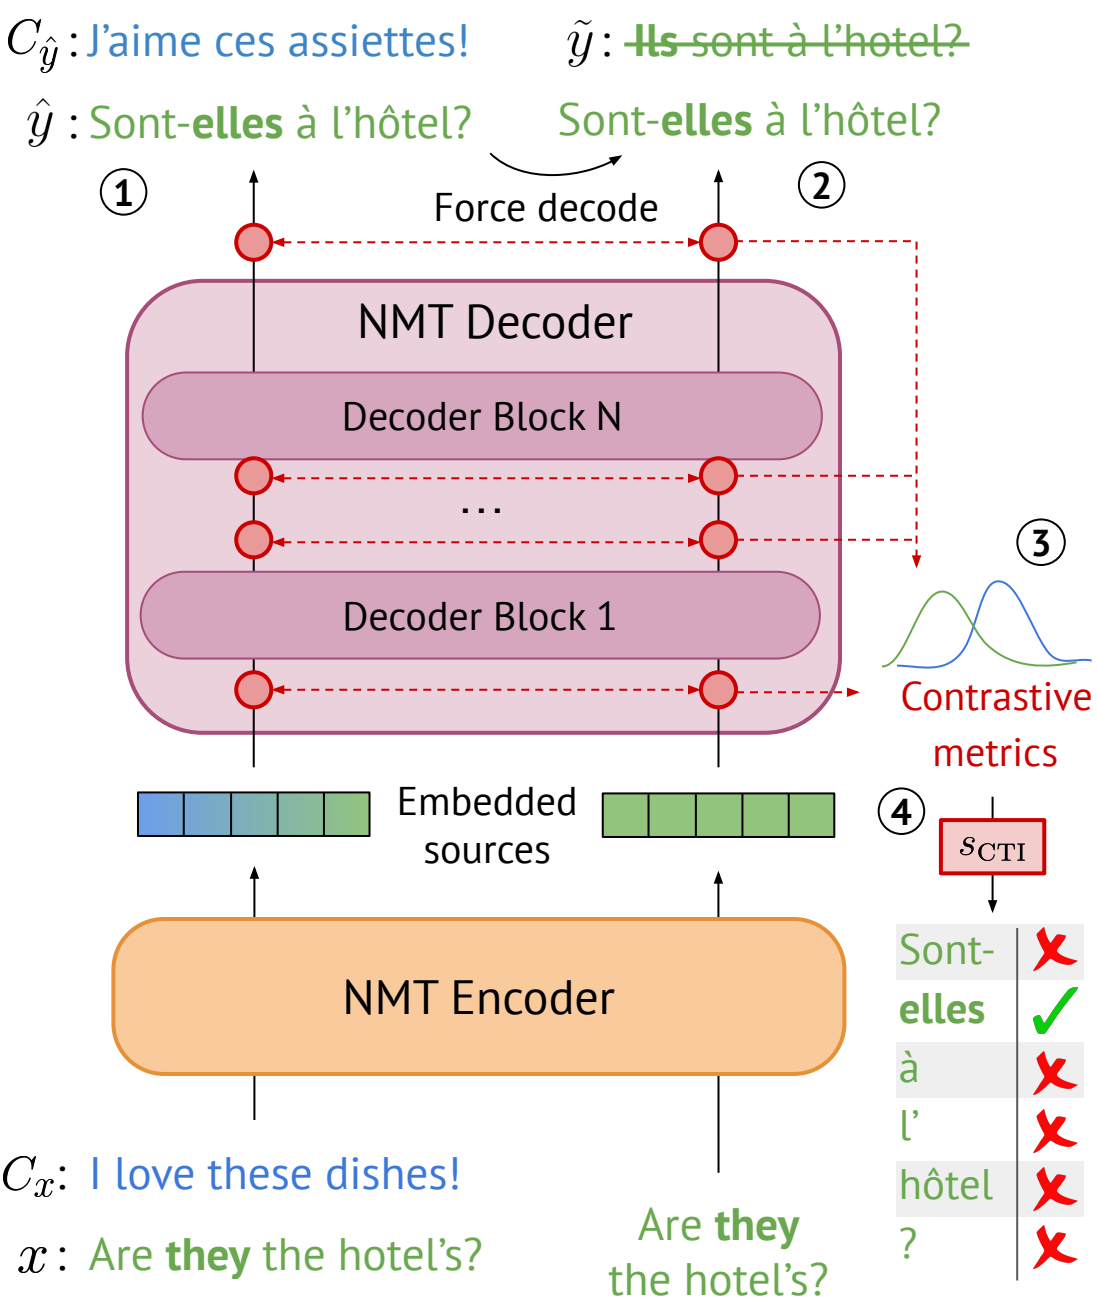 C_ŷ : J'aime ces assiettes!
ỹ : Ils sont à l'hotel?
ŷ : Sont-elles à l'hôtel?
Sont-elles à l'hôtel?
1
2
Force decode
NMT Decoder
Decoder Block N
...
Decoder Block 1
3
Contrastive
metrics
Embedded
sources
4
s_CTI
NMT Encoder
Sont-
elles
à
l'
hôtel
?
C_x: I love these dishes!
x: Are they the hotel's?
Are they
the hotel's?